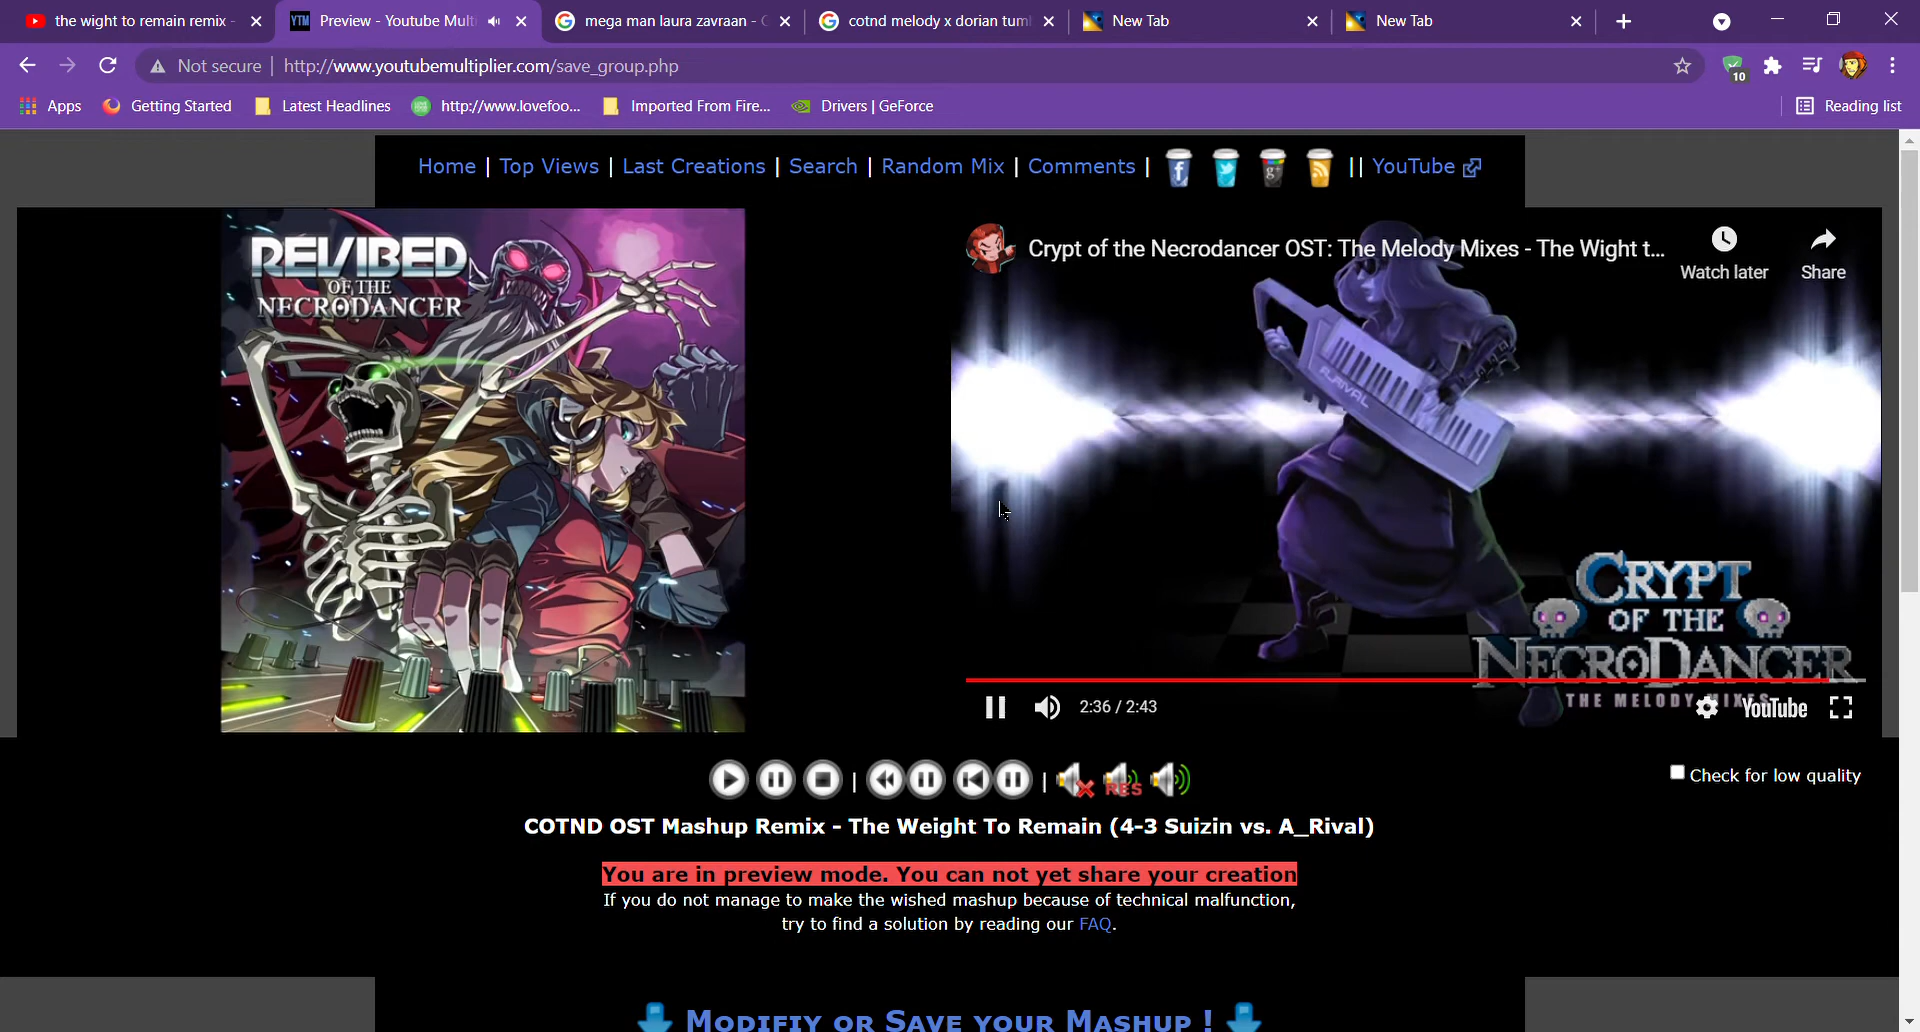 the wight to remain remix -
Preview - Youtube Multi
mega man laura zavraan -
cotnd melody x dorian tum
New Tab
New Tab
Not secure
http://www.youtubemultiplier.com/save_group.php
10
Apps
Getting Started
Latest Headlines
http://www.lovefoo...
Imported From Fire...
Drivers | GeForce
Reading list
Home | Top Views | Last Creations | Search | Random Mix | Comments | || YouTube
REVIBED
OF THE
NECRODANCER
Crypt of the Necrodancer OST: The Melody Mixes - The Wight t...
Watch later
Share
A_RIVAL
CRYPT
OF THE
NECRODANCER
THE MELODY MIXES
2:36 / 2:43
YouTube
RES
Check for low quality
COTND OST Mashup Remix - The Weight To Remain (4-3 Suizin vs. A_Rival)
You are in preview mode. You can not yet share your creation
If you do not manage to make the wished mashup because of technical malfunction,
try to find a solution by reading our FAQ.
MODIFIY OR SAVE YOUR MASHUP !